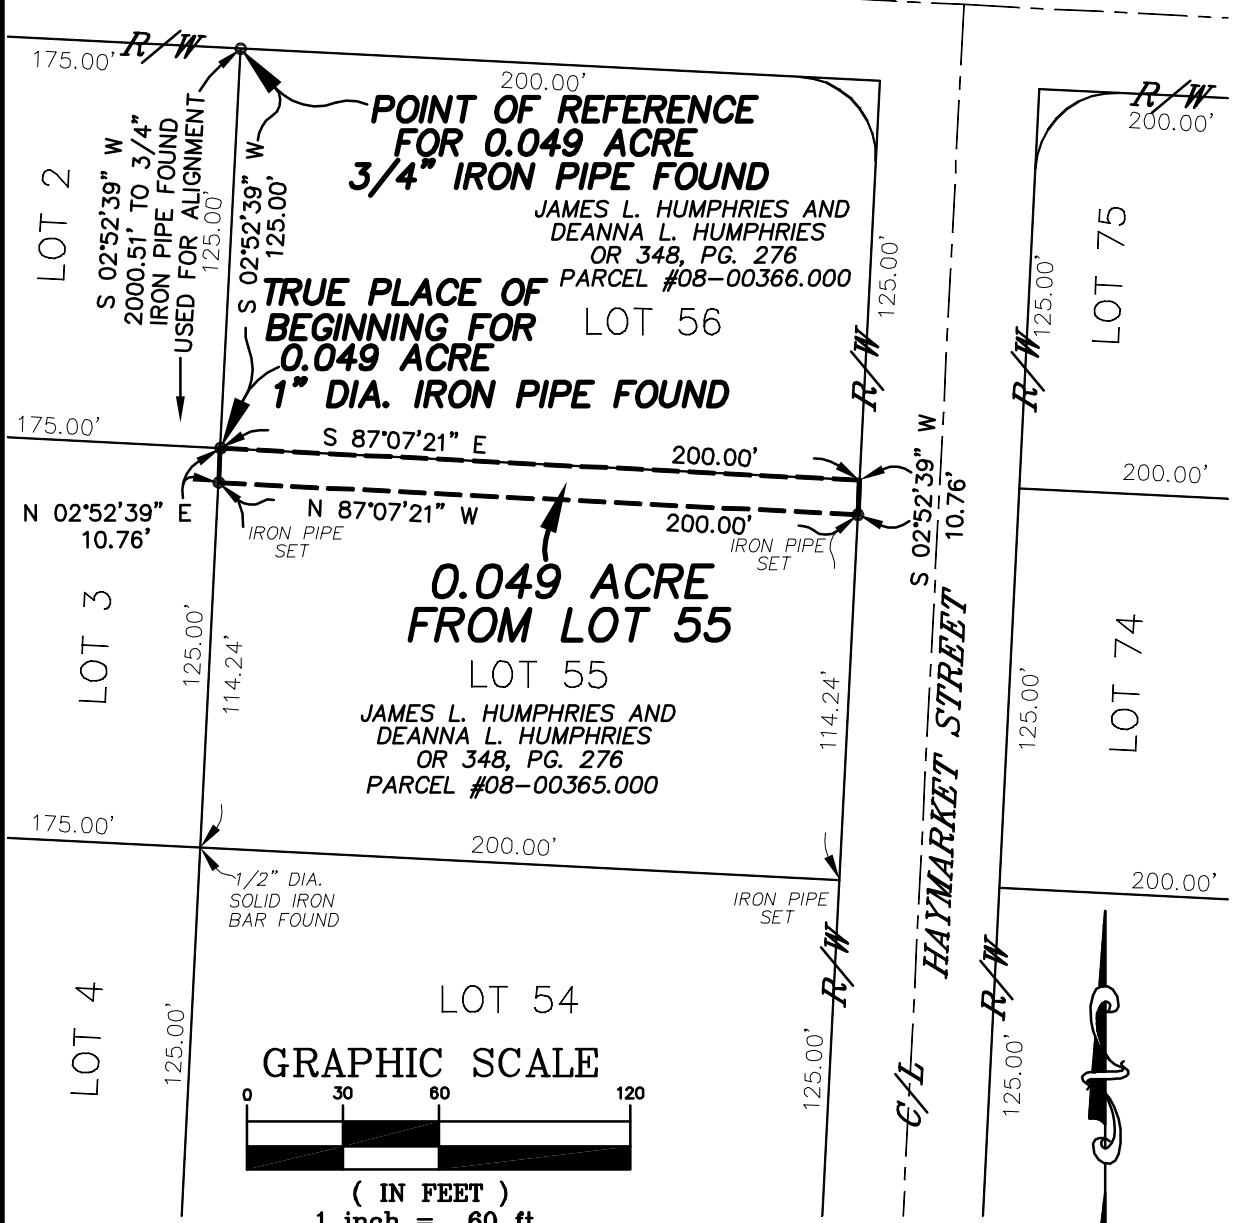 R/W
175.00'
200.00'
R/W
200.00'
POINT OF REFERENCE
FOR 0.049 ACRE
3/4" IRON PIPE FOUND
LOT 2
S 02°52'39" W
2000.51' TO 3/4"
IRON PIPE FOUND
USED FOR ALIGNMENT
125.00'
S 02°52'39" W
125.00'
JAMES L. HUMPHRIES AND
DEANNA L. HUMPHRIES
OR 348, PG. 276
PARCEL #08-00366.000
LOT 56
125.00'
R/W
125.00'
R/W
LOT 75
TRUE PLACE OF
BEGINNING FOR
0.049 ACRE
1" DIA. IRON PIPE FOUND
175.00'
S 87°07'21" E
200.00'
S 02°52'39" W
10.76'
200.00'
N 02°52'39" E
10.76'
N 87°07'21" W
200.00'
IRON PIPE
SET
IRON PIPE
SET
0.049 ACRE
FROM LOT 55
LOT 3
125.00'
114.24'
LOT 55
JAMES L. HUMPHRIES AND
DEANNA L. HUMPHRIES
OR 348, PG. 276
PARCEL #08-00365.000
114.24'
HAYMARKET STREET
125.00'
LOT 74
175.00'
200.00'
200.00'
1/2" DIA.
SOLID IRON
BAR FOUND
IRON PIPE
SET
R/W
R/W
LOT 4
125.00'
LOT 54
125.00'
C/L
125.00'
GRAPHIC SCALE
0 30 60 120
( IN FEET )
1 inch = 60 ft.